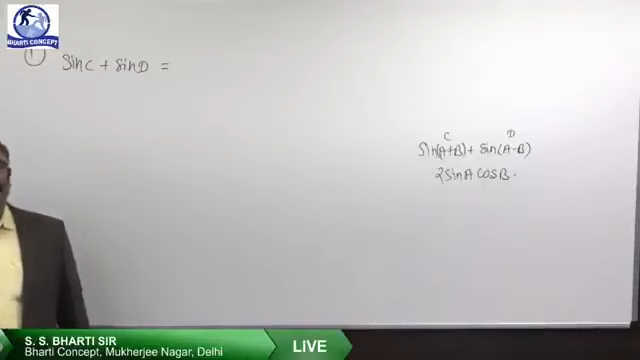 BHARTI CONCEPT
1
SinC + SinD =
C D
Sin(A+B) + Sin(A-B)
2SinA CosB.
S. S. BHARTI SIR
Bharti Concept, Mukherjee Nagar, Delhi
LIVE